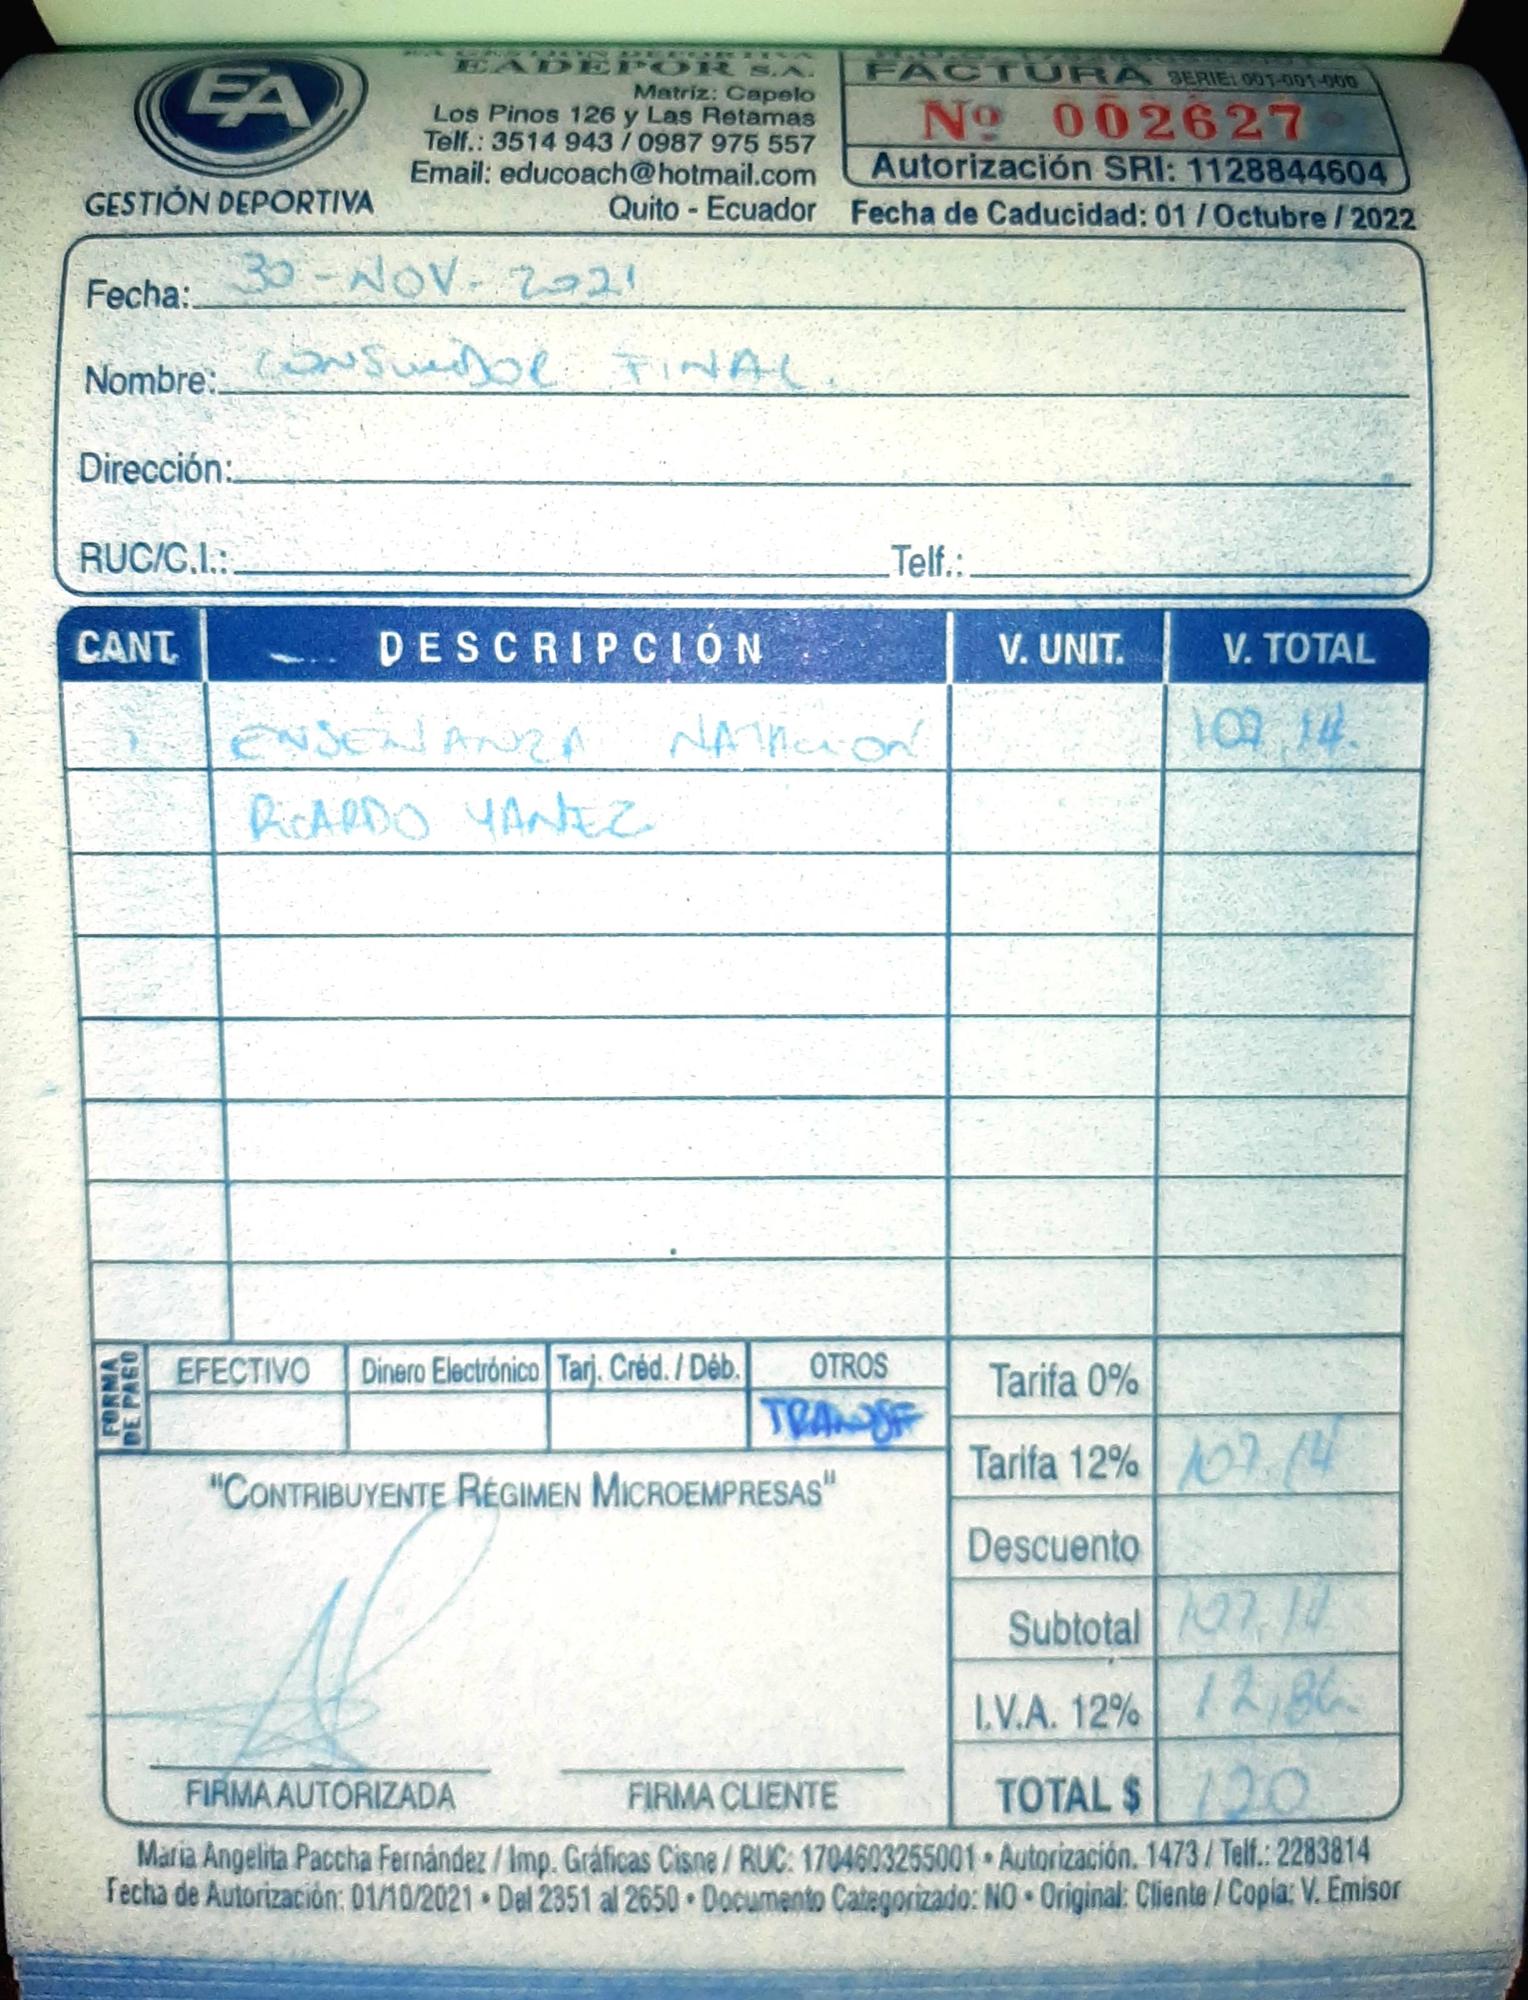 EA
GESTIÓN DEPORTIVA
EA GESTIÓN DEPORTIVA
EADEPOR S.A.
Matriz: Capelo
Los Pinos 126 y Las Retamas
Telf.: 3514 943 / 0987 975 557
Email: educoach@hotmail.com
Quito - Ecuador
FACTURA SERIE: 001-001-000
Nº 002627
Autorización SRI: 1128844604
Fecha de Caducidad: 01 / Octubre / 2022
Fecha: 30-NOV-2021
Nombre: CONSUMIDOR FINAL.
Dirección:
RUC/C.I.: Telf.:
CANT. DESCRIPCIÓN V. UNIT. V. TOTAL
ENSEÑANZA NATACION 107,14.
RICARDO YANEZ
FORMA DE PAGO EFECTIVO Dinero Electrónico Tarj. Créd. / Déb. OTROS
TRANSF
Tarifa 0%
Tarifa 12% 107.14
Descuento
Subtotal 107.14
I.V.A. 12% 12,86
TOTAL $ 120
"CONTRIBUYENTE RÉGIMEN MICROEMPRESAS"
FIRMA AUTORIZADA FIRMA CLIENTE
Maria Angelita Paccha Fernández / Imp. Gráficas Cisne / RUC: 1704603255001 • Autorización. 1473 / Telf.: 2283814
Fecha de Autorización: 01/10/2021 • Del 2351 al 2650 • Documento Categorizado: NO • Original: Cliente / Copia: V. Emisor